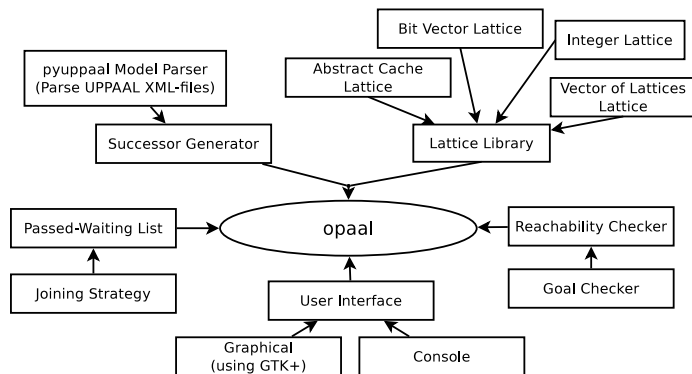 Bit Vector Lattice
Integer Lattice
pyuppaal Model Parser
(Parse UPPAAL XML-files)
Abstract Cache
Lattice
Vector of Lattices
Lattice
Successor Generator
Lattice Library
Passed-Waiting List
opaal
Reachability Checker
Joining Strategy
User Interface
Goal Checker
Graphical
(using GTK+)
Console